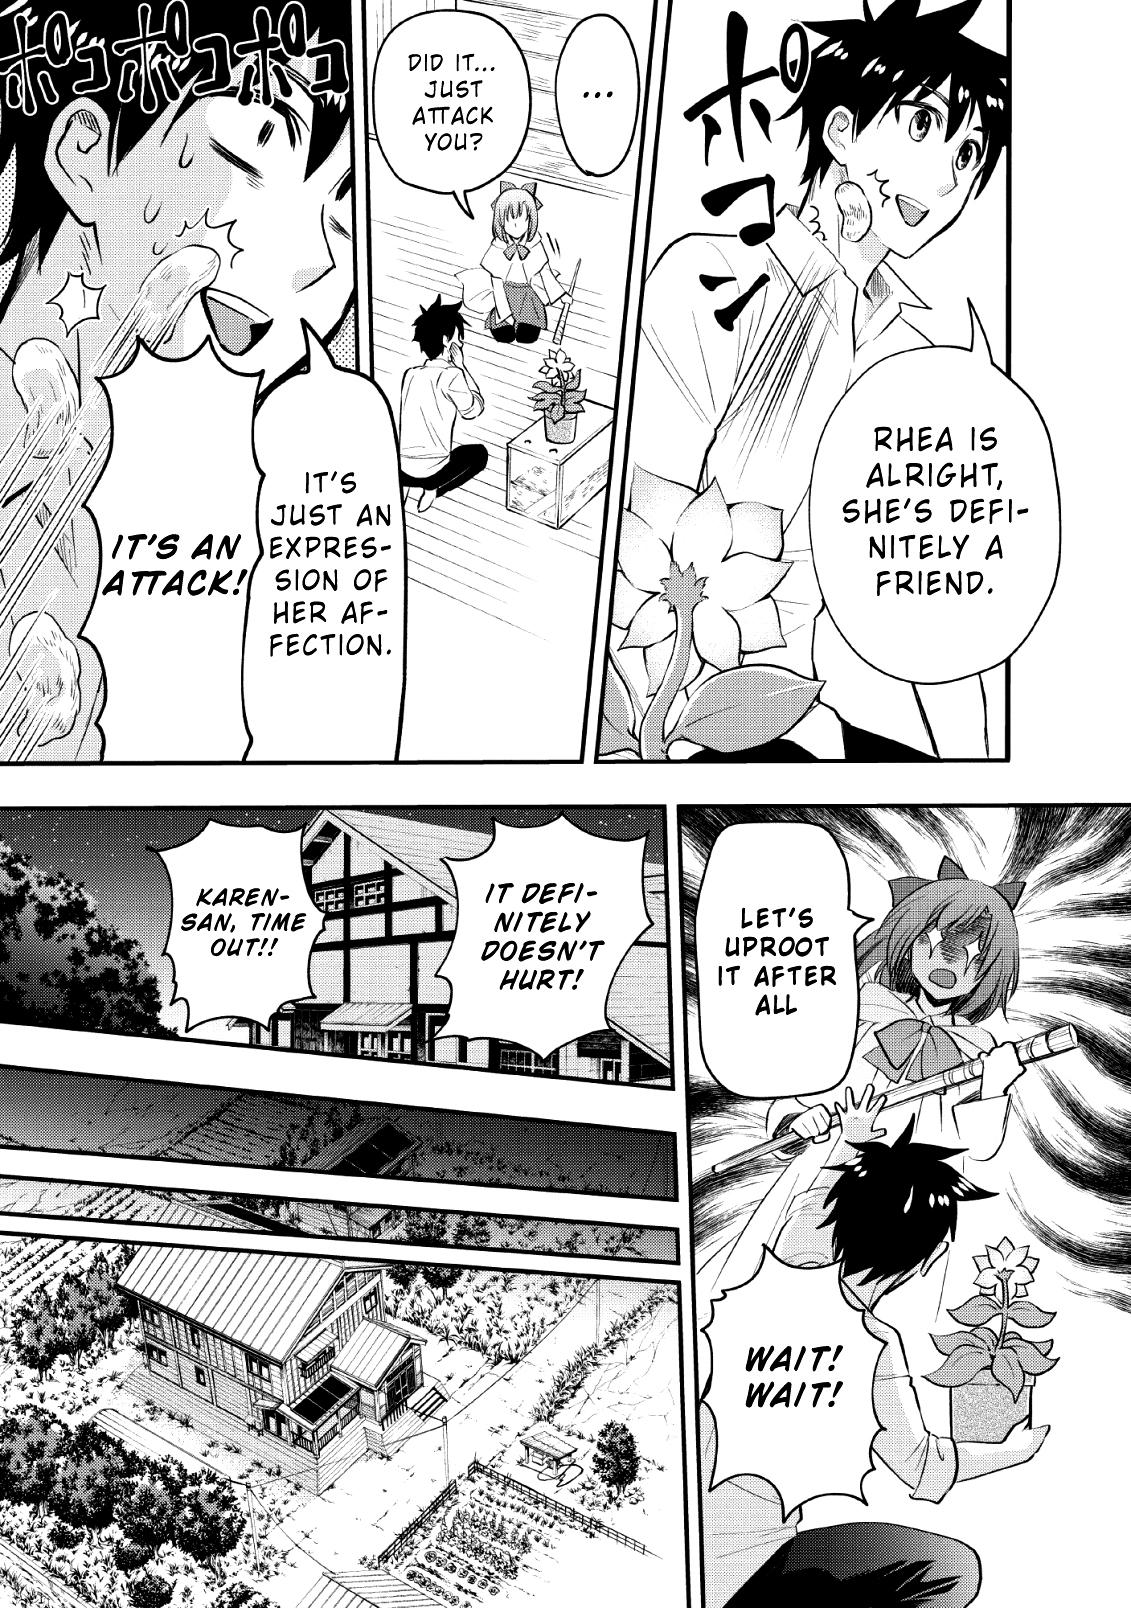 ポコン
RHEA IS
ALRIGHT,
SHE'S DEFI-
NITELY A
FRIEND.
...
DID IT...
JUST
ATTACK
YOU?
ポコポコポコ
IT'S
JUST AN
EXPRES-
SION OF
HER AF-
FECTION.
IT'S AN
ATTACK!
LET'S
UPROOT
IT AFTER
ALL
WAIT!
WAIT!
IT DEFI-
NITELY
DOESN'T
HURT!
KAREN-
SAN, TIME
OUT!!